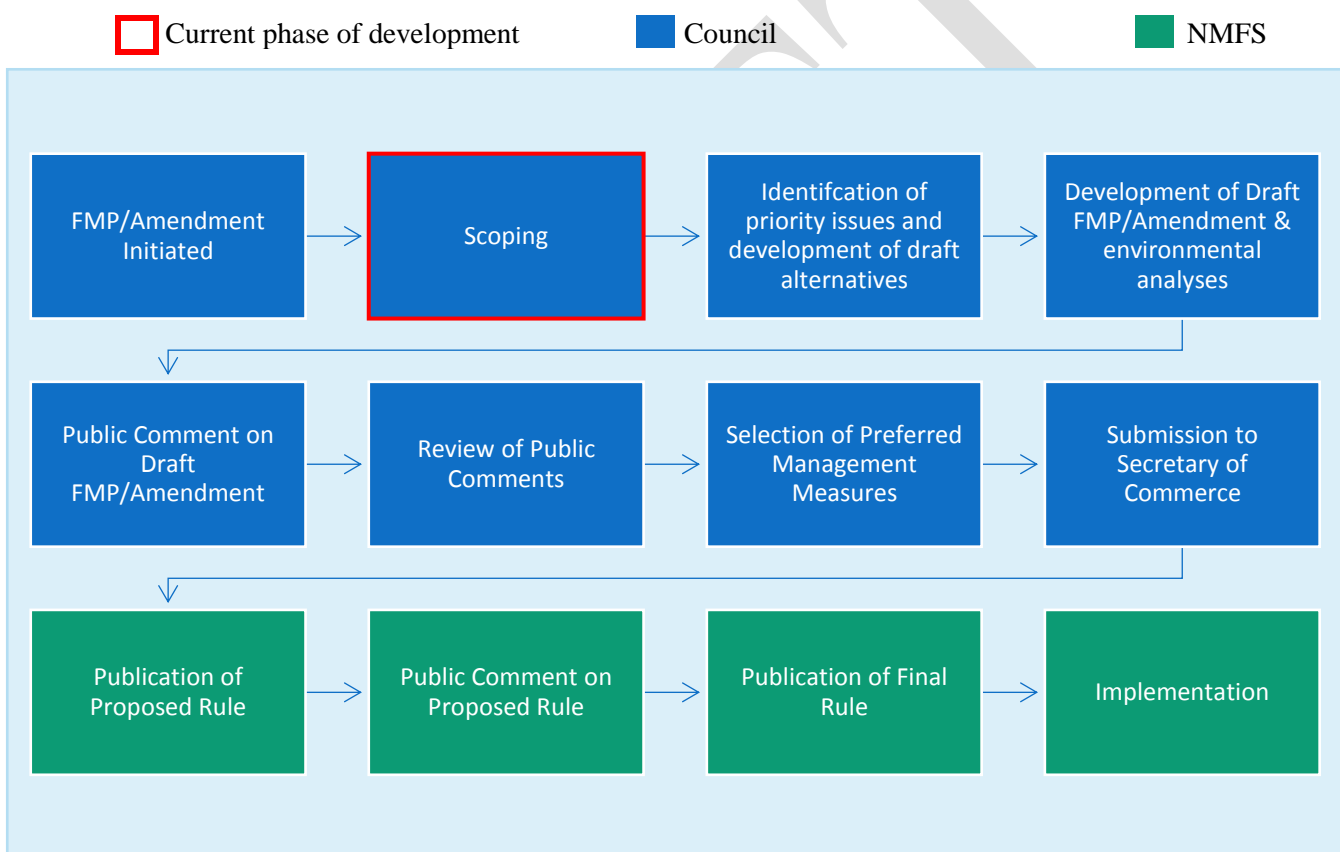 Current phase of development
Council
NMFS
FMP/Amendment
Initiated
Scoping
Identifcation of
priority issues and
development of draft
alternatives
Development of Draft
FMP/Amendment &
environmental
analyses
Public Comment on
Draft
FMP/Amendment
Review of Public
Comments
Selection of Preferred
Management
Measures
Submission to
Secretary of
Commerce
Publication of
Proposed Rule
Public Comment on
Proposed Rule
Publication of Final
Rule
Implementation